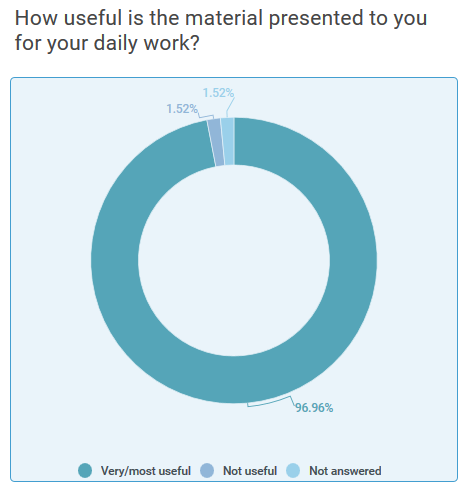 How useful is the material presented to you
for your daily work?
1.52%
1.52%
96.96%
Very/most useful Not useful Not answered